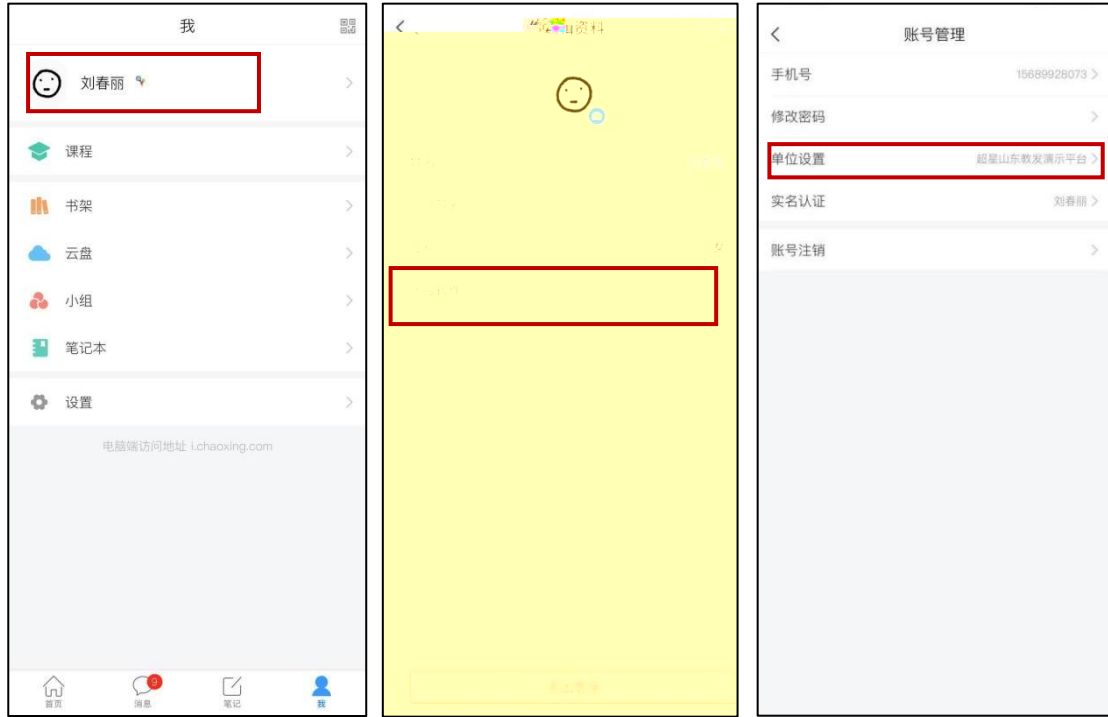 我
刘春丽
课程
书架
云盘
小组
笔记本
设置
电脑端访问地址 i.chaoxing.com
首页
9
消息
笔记
我
资料
账号管理
手机号 15689928073
修改密码
单位设置 超星山东教发演示平台
实名认证 刘春丽
账号注销